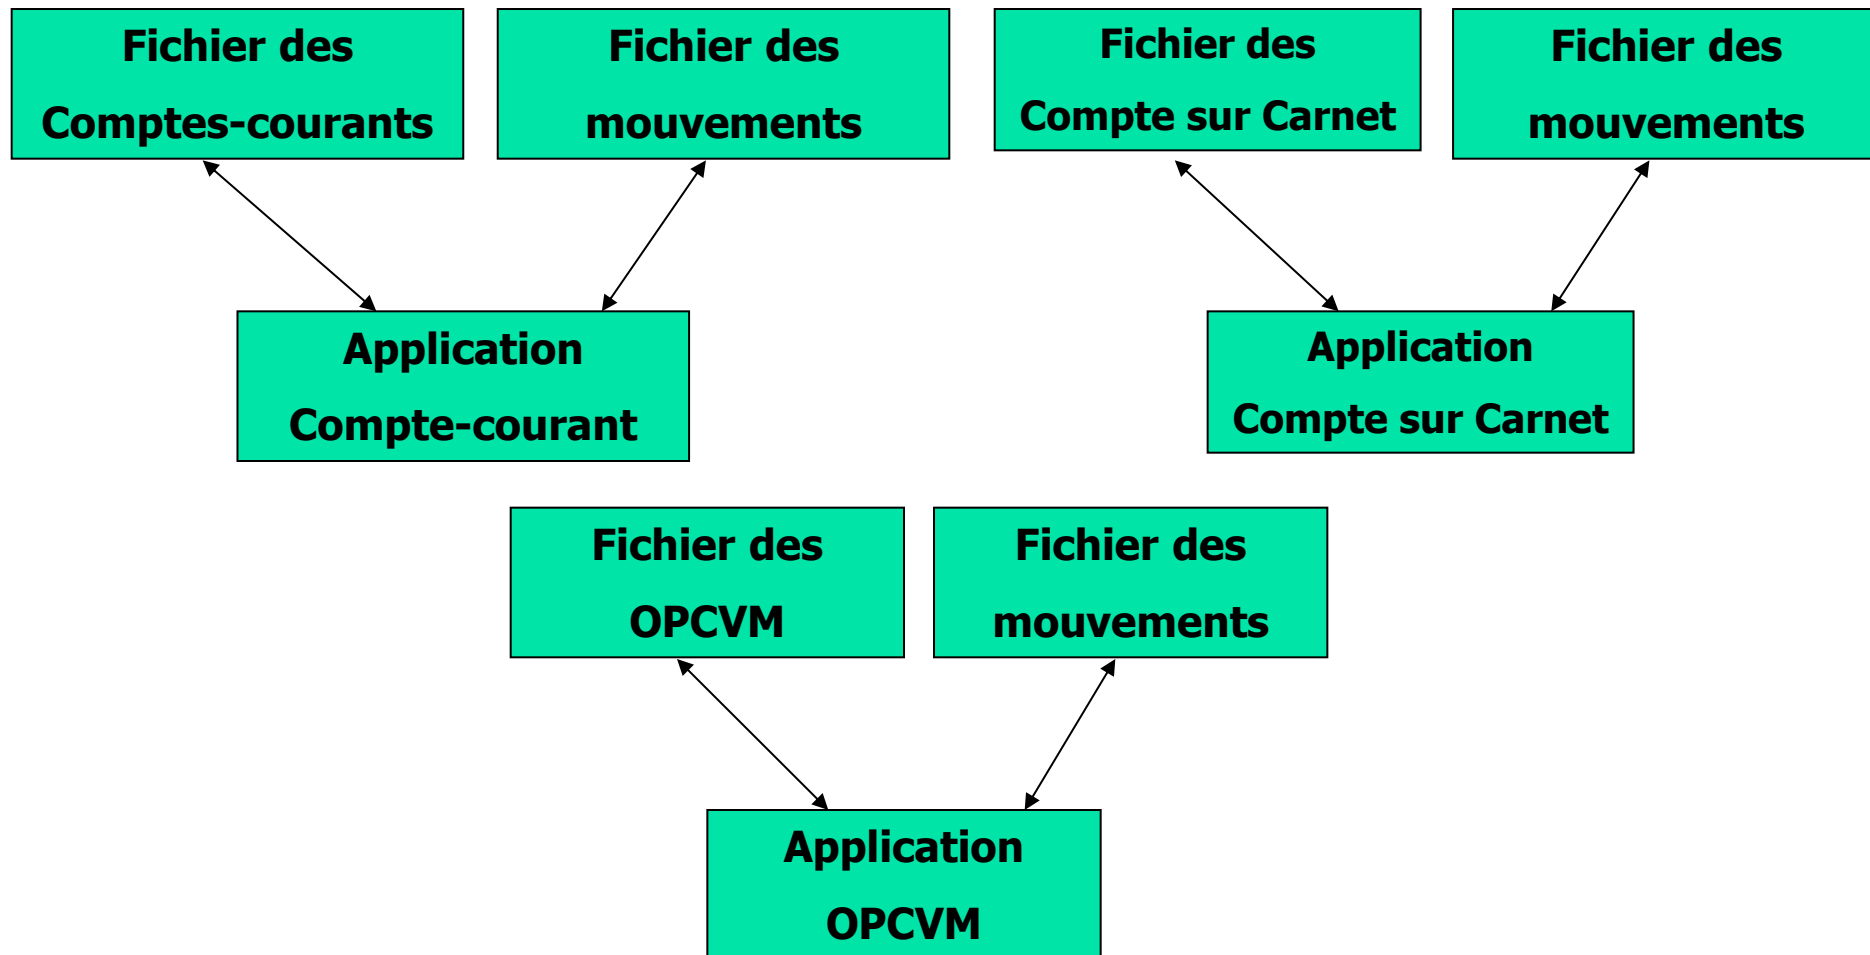 Fichier des
Comptes-courants
Fichier des
mouvements
Fichier des
Compte sur Carnet
Fichier des
mouvements
Application
Compte-courant
Application
Compte sur Carnet
Fichier des
OPCVM
Fichier des
mouvements
Application
OPCVM